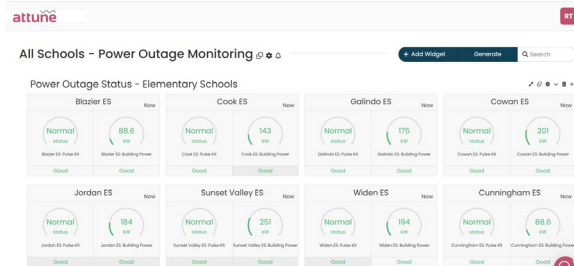 attune
RT
All Schools - Power Outage Monitoring
+ Add Widget Generate Search
Power Outage Status - Elementary Schools
Blazier ES Now
Cook ES Now
Galindo ES Now
Cowan ES Now
Normal 88.6 Normal 143 Normal 175 Normal 201
status kW status kW status kW status kW
Blazier ES: Pulse Kit Blazier ES: Building Power Cook ES: Pulse Kit Cook ES: Building Power Galindo ES: Pulse Kit Galindo ES: Building Power Cowan ES: Pulse Kit Cowan ES: Building Power
Good Good Good Good Good Good Good Good
Jordan ES Now
Sunset Valley ES Now
Widen ES Now
Cunningham ES Now
Normal 184 Normal 251 Normal 194 Normal 88.6
status kW status kW status kW status kW
Jordan ES: Pulse Kit Jordan ES: Building Power Sunset Valley ES: Pulse Kit Sunset Valley ES: Building Power Widen ES: Pulse Kit Widen ES: Building Power Cunningham ES: Pulse Kit Cunningham ES: Building Power
Good Good Good Good Good Good Good Good